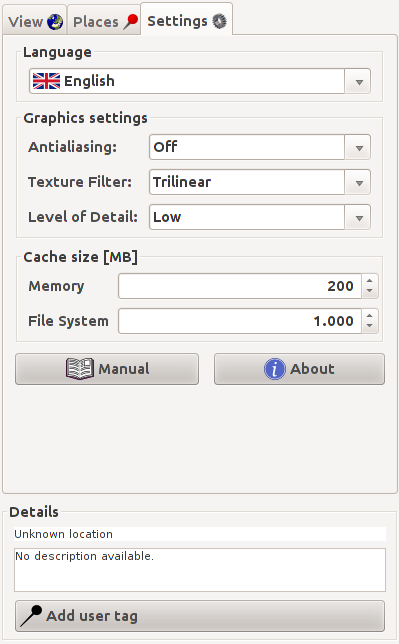 View Places Settings
Language
English
Graphics settings
Antialiasing: Off
Texture Filter: Trilinear
Level of Detail: Low
Cache size [MB]
Memory 200
File System 1.000
Manual About
Details
Unknown location
No description available.
Add user tag